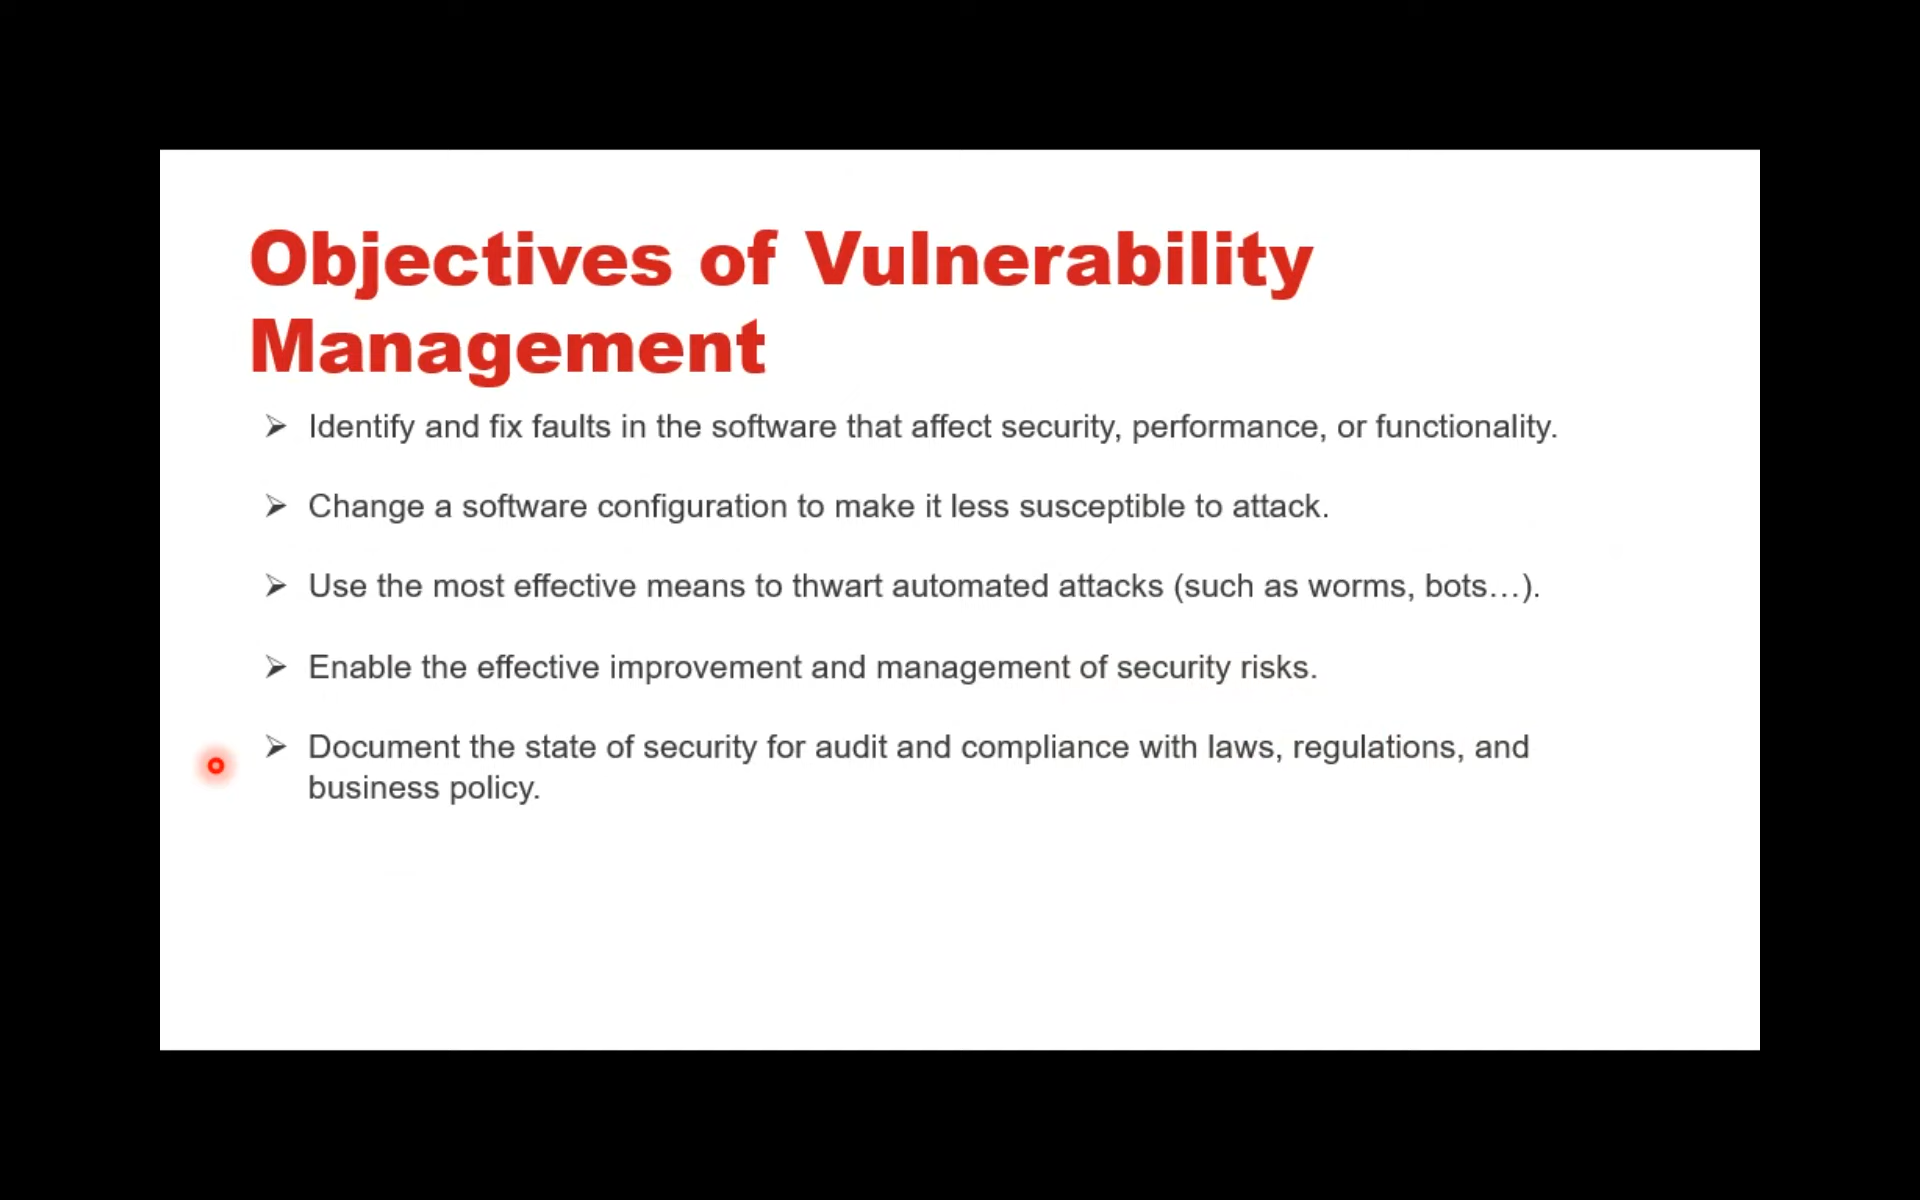 Objectives of Vulnerability
Management
➢ Identify and fix faults in the software that affect security, performance, or functionality.
➢ Change a software configuration to make it less susceptible to attack.
➢ Use the most effective means to thwart automated attacks (such as worms, bots…).
➢ Enable the effective improvement and management of security risks.
➢ Document the state of security for audit and compliance with laws, regulations, and
business policy.